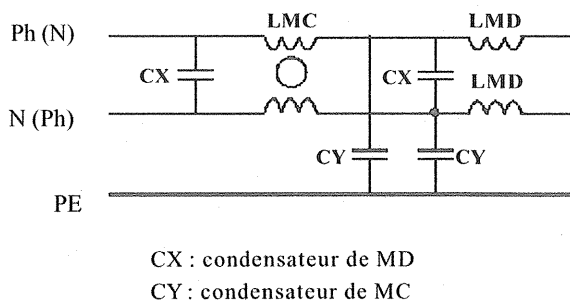 LMC LMD
Ph (N)
CX CX LMD
N (Ph)
CY CY
PE
CX : condensateur de MD
CY : condensateur de MC